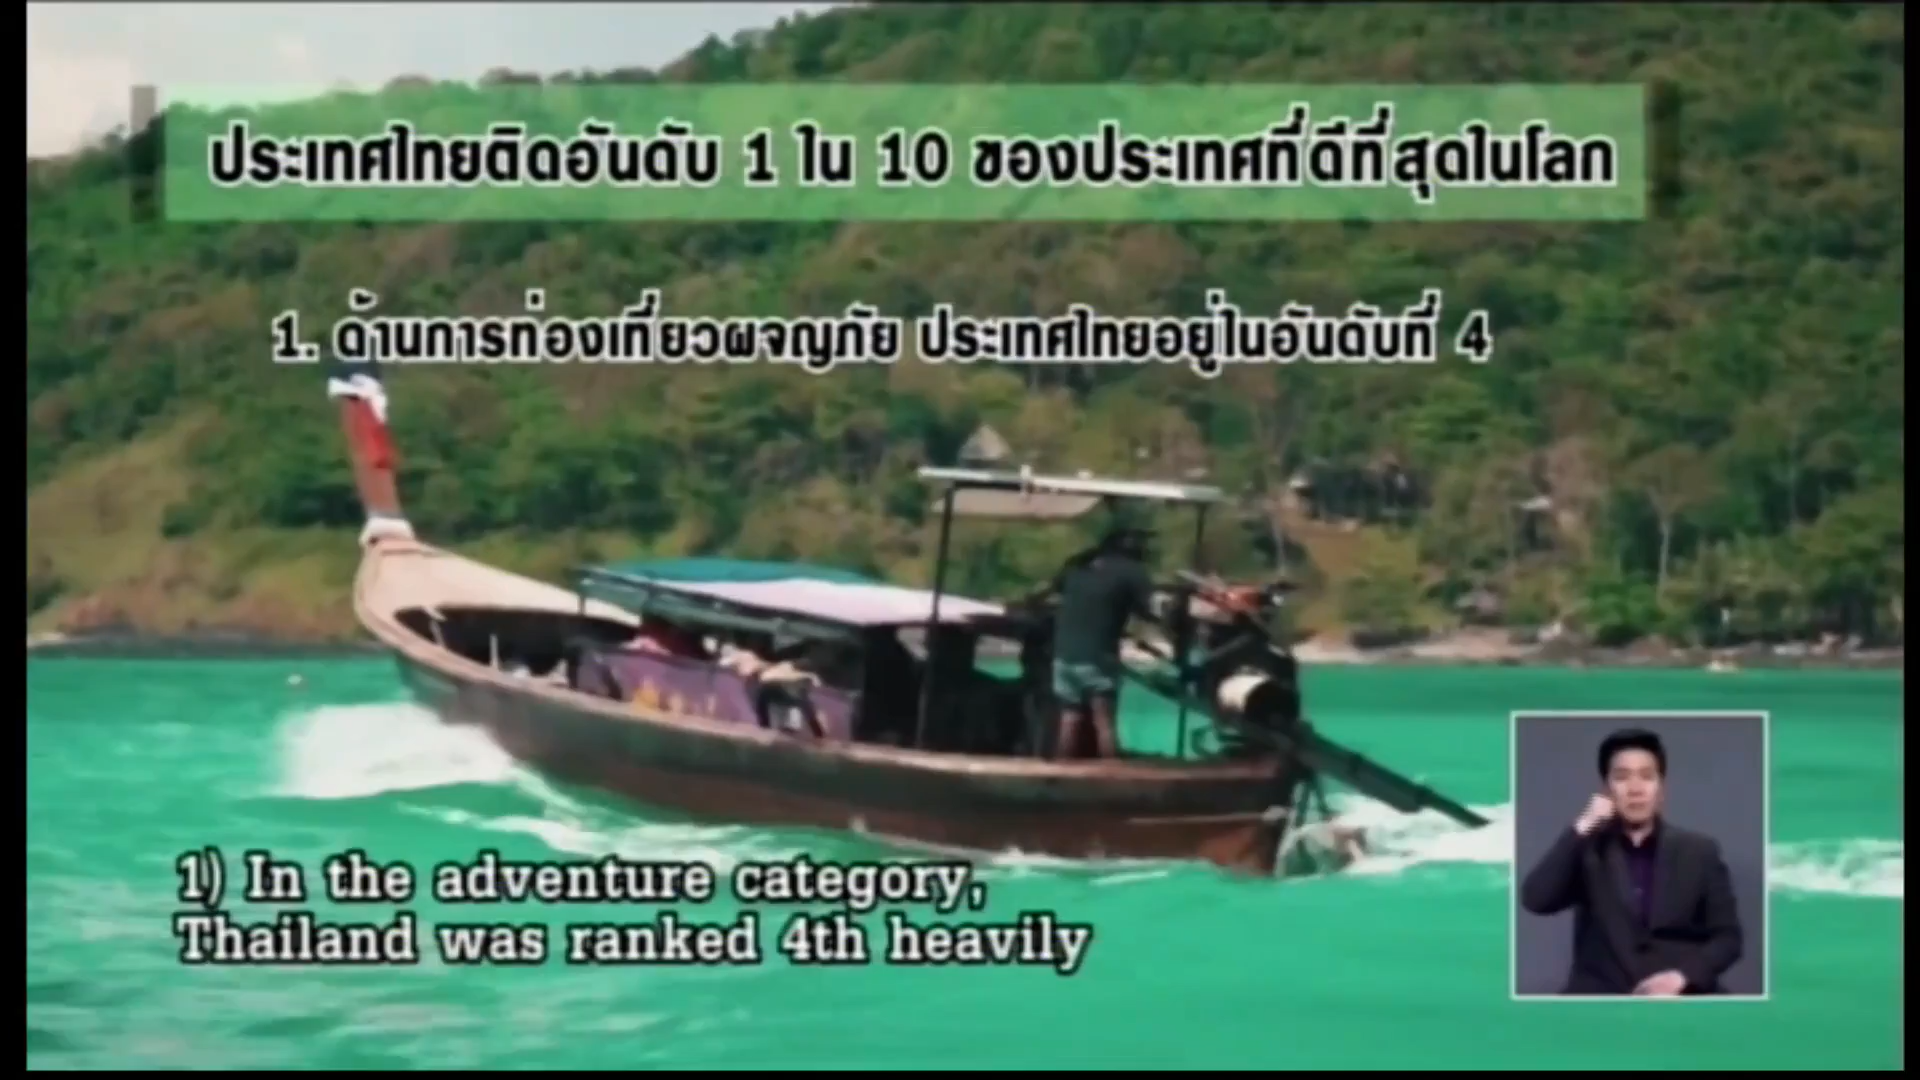 ประเทศไทยติดอันดับ 1 ใน 10 ของประเทศที่ดีที่สุดในโลก
1. ด้านการท่องเที่ยวผจญภัย ประเทศไทยอยู่ในอันดับที่ 4
1) In the adventure category,
Thailand was ranked 4th heavily